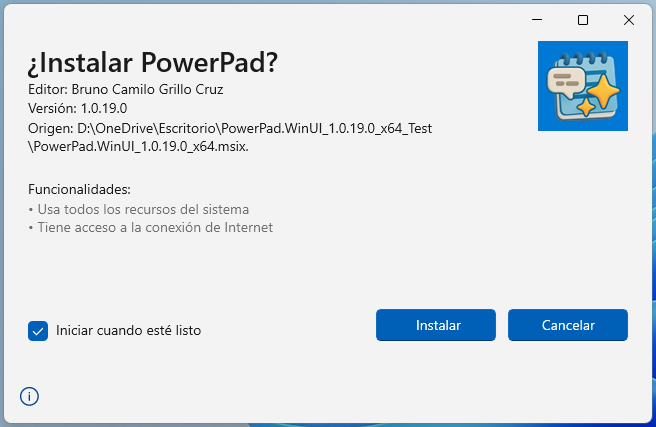 ¿Instalar PowerPad?
Editor: Bruno Camilo Grillo Cruz
Versión: 1.0.19.0
Origen: D:\OneDrive\Escritorio\PowerPad.WinUI_1.0.19.0_x64_Test
\PowerPad.WinUI_1.0.19.0_x64.msix.
Funcionalidades:
• Usa todos los recursos del sistema
• Tiene acceso a la conexión de Internet
Iniciar cuando esté listo
Instalar
Cancelar